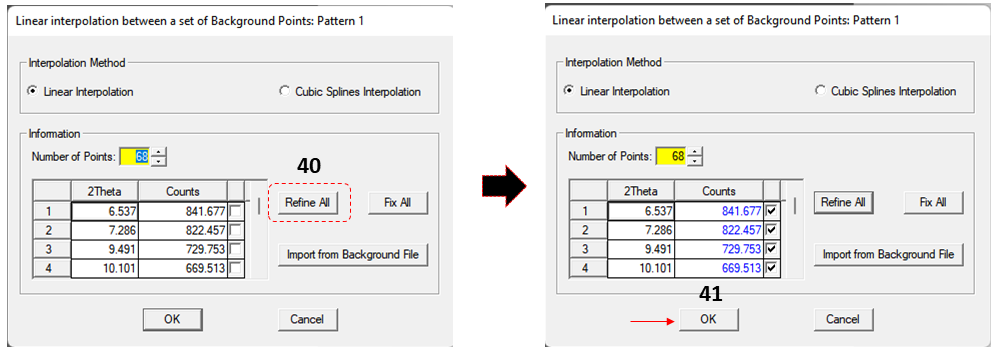 Linear interpolation between a set of Background Points: Pattern 1
Interpolation Method
Linear Interpolation Cubic Splines Interpolation
Information
Number of Points: 68
40
2Theta Counts
1 6.537 841.677
2 7.286 822.457
3 9.491 729.753
4 10.101 669.513
Refine All Fix All
Import from Background File
OK Cancel
Linear interpolation between a set of Background Points: Pattern 1
Interpolation Method
Linear Interpolation Cubic Splines Interpolation
Information
Number of Points: 68
2Theta Counts
1 6.537 841.677
2 7.286 822.457
3 9.491 729.753
4 10.101 669.513
Refine All Fix All
Import from Background File
41
OK Cancel